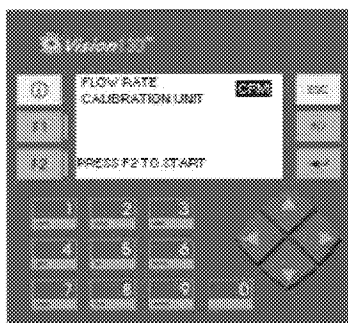 Vision130™
FLOW RATE CFM
CALIBRATION UNIT
PRESS F2 TO START
ESC
F1
F2
1 2 3
4 5 6
7 8 9 0